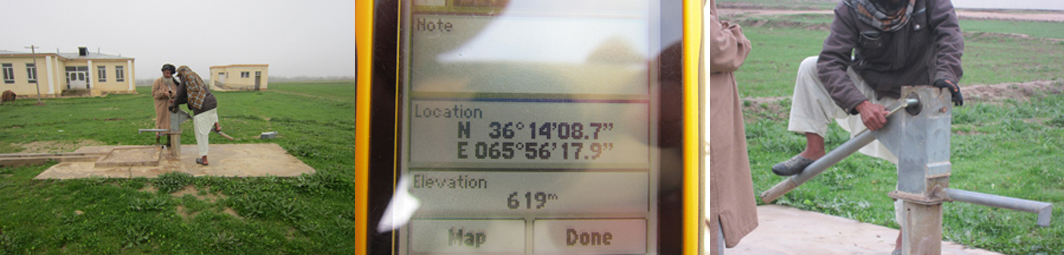 Note
Location
N 36°14'08.7"
E 065°56'17.9"
Elevation
619m
Map Done